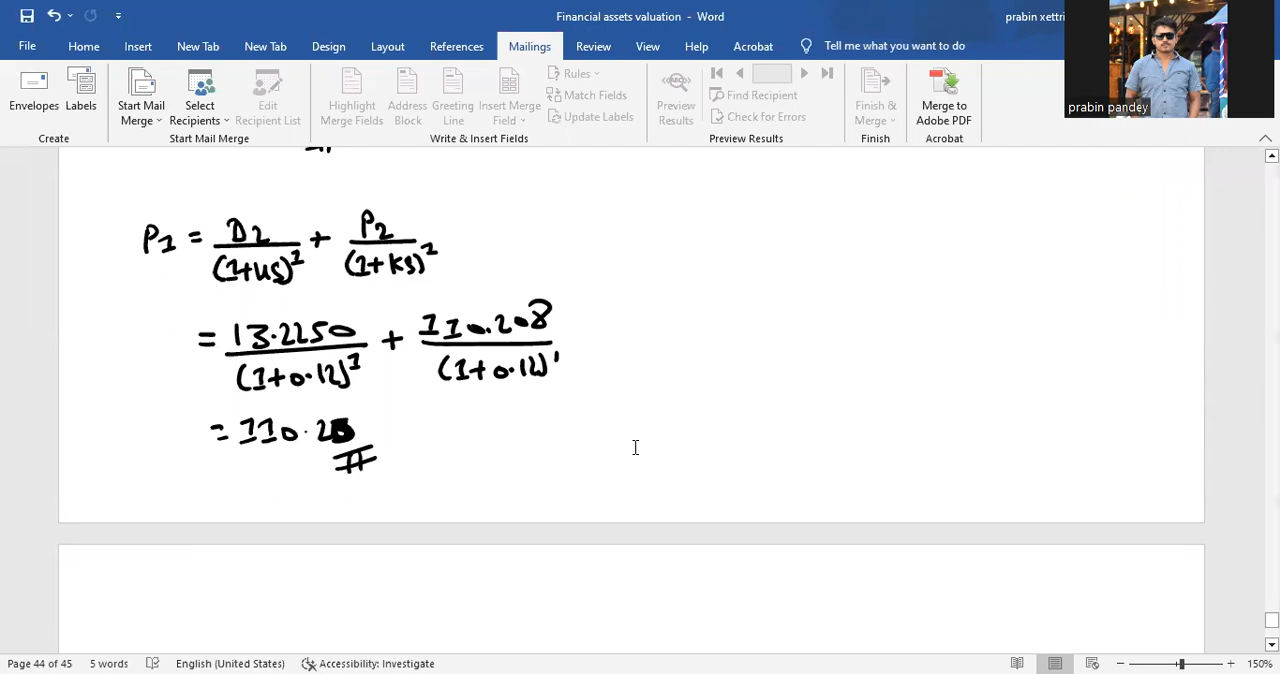 Financial assets valuation - Word
prabin xettri
File Home Insert New Tab New Tab Design Layout References Mailings Review View Help Acrobat Tell me what you want to do
prabin pandey
Envelopes Labels Start Mail Merge Select Recipients Edit Recipient List Highlight Merge Fields Address Block Greeting Line Insert Merge Field Rules Match Fields Update Labels Preview Results Find Recipient Check for Errors Finish & Merge Merge to Adobe PDF
Create Start Mail Merge Write & Insert Fields Preview Results Finish Acrobat
P1 = D2/(1+ks)^1 + P2/(1+ks)^2
= 13.2250/(1+0.12)^1 + 110.208/(1+0.12)^1
Page 44 of 45 5 words English (United States) Accessibility: Investigate 150%